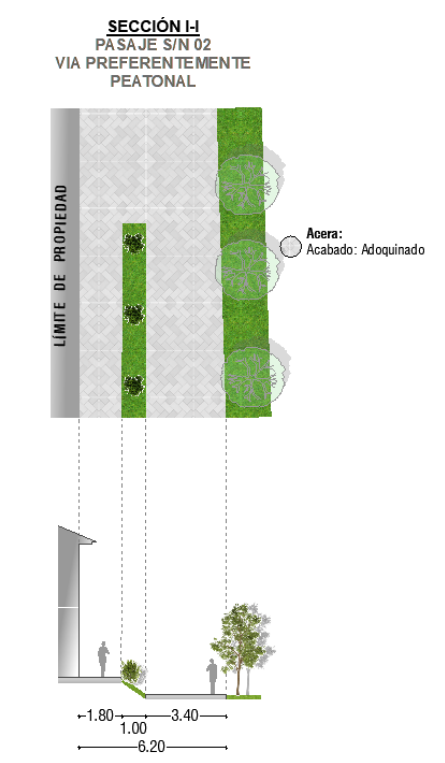 SECCIÓN I-I
PASAJE S/N 02
VIA PREFERENTEMENTE
PEATONAL
LÍMITE DE PROPIEDAD
Acera:
Acabado: Adoquinado
1.80
3.40
1.00
6.20